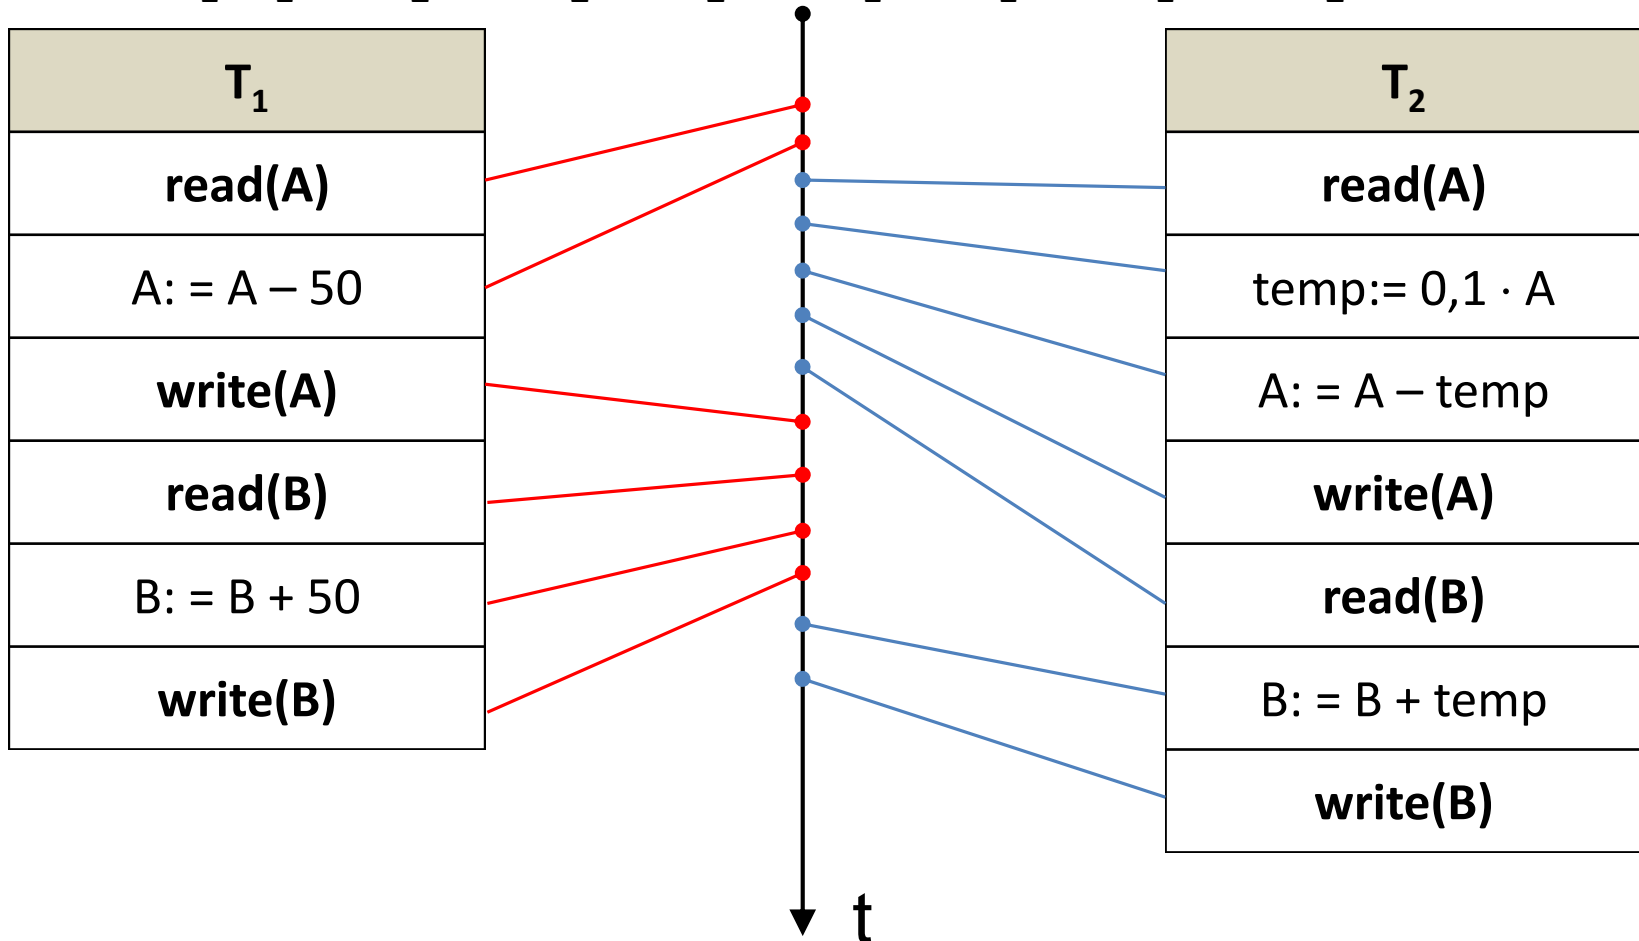 T₁
read(A)
A: = A – 50
write(A)
read(B)
B: = B + 50
write(B)
t
T₂
read(A)
temp:= 0,1 · A
A: = A – temp
write(A)
read(B)
B: = B + temp
write(B)